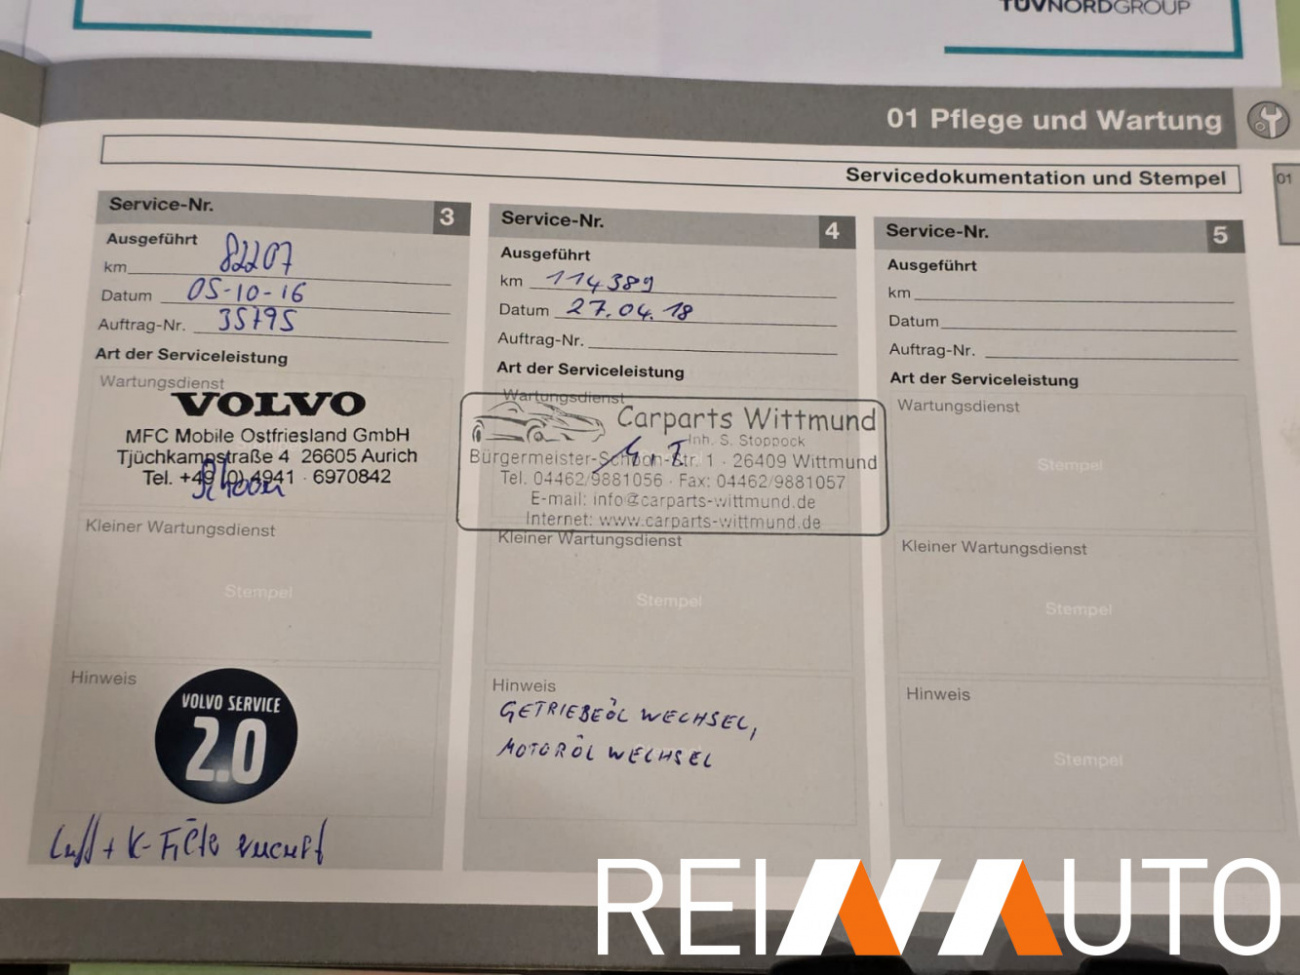 TÜVNORDGROUP
01 Pflege und Wartung
Servicedokumentation und Stempel
01
Service-Nr. 3
Ausgeführt
km 82207
Datum 05-10-16
Auftrag-Nr. 35795
Art der Serviceleistung
Wartungsdienst
VOLVO
MFC Mobile Ostfriesland GmbH
Tjüchkampstraße 4 26605 Aurich
Tel. +49 (0) 4941 - 6970842
Kleiner Wartungsdienst
Stempel
Hinweis
VOLVO SERVICE
2.0
Luft + K-Filter
Service-Nr. 4
Ausgeführt
km 114389
Datum 27.04.18
Auftrag-Nr.
Art der Serviceleistung
Wartungsdienst
Carparts Wittmund
Inh. S. Stoppock
Bürgermeister-Schoon-Str. 1 - 26409 Wittmund
Tel. 04462/9881056 - Fax: 04462/9881057
E-mail: info@carparts-wittmund.de
Internet: www.carparts-wittmund.de
Kleiner Wartungsdienst
Stempel
Hinweis
GETRIEBEÖL WECHSEL,
MOTORÖL WECHSEL
Service-Nr. 5
Ausgeführt
km
Datum
Auftrag-Nr.
Art der Serviceleistung
Wartungsdienst
Stempel
Kleiner Wartungsdienst
Stempel
Hinweis
Stempel
REINAUTO